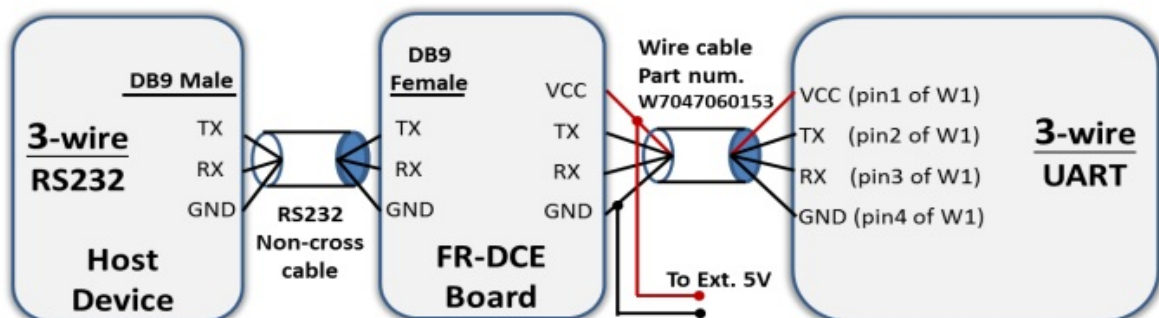 DB9 Male
TX
3-wire
RS232
RX
GND
Host
Device
RS232
Non-cross
cable
DB9
Female
VCC
TX
TX
RX
RX
GND
GND
FR-DCE
Board
Wire cable
Part num.
W7047060153
To Ext. 5V
VCC (pin1 of W1)
TX (pin2 of W1)
RX (pin3 of W1)
GND (pin4 of W1)
3-wire
UART